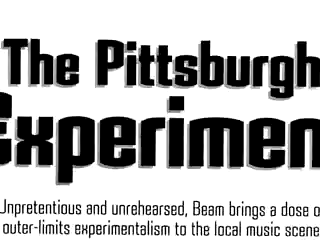 The Pittsburgh
Experimen
Unpretentious and unrehearsed, Beam brings a dose o
outer-limits experimentalism to the local music scene